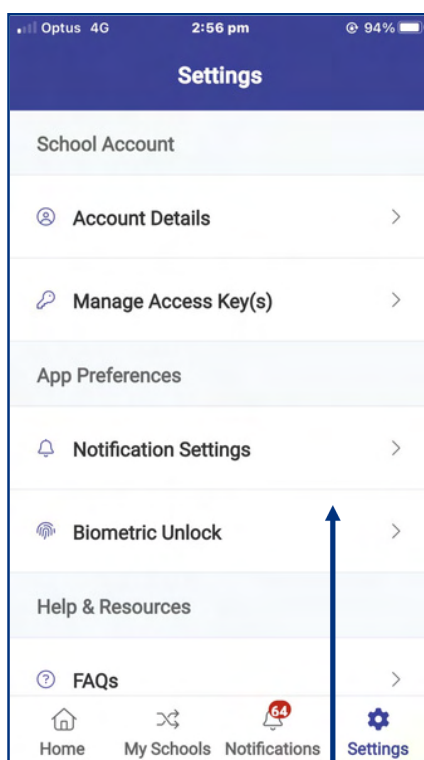 Optus 4G 2:56 pm 94%
Settings
School Account
Account Details
Manage Access Key(s)
App Preferences
Notification Settings
Biometric Unlock
Help & Resources
FAQs
64
Home My Schools Notifications Settings